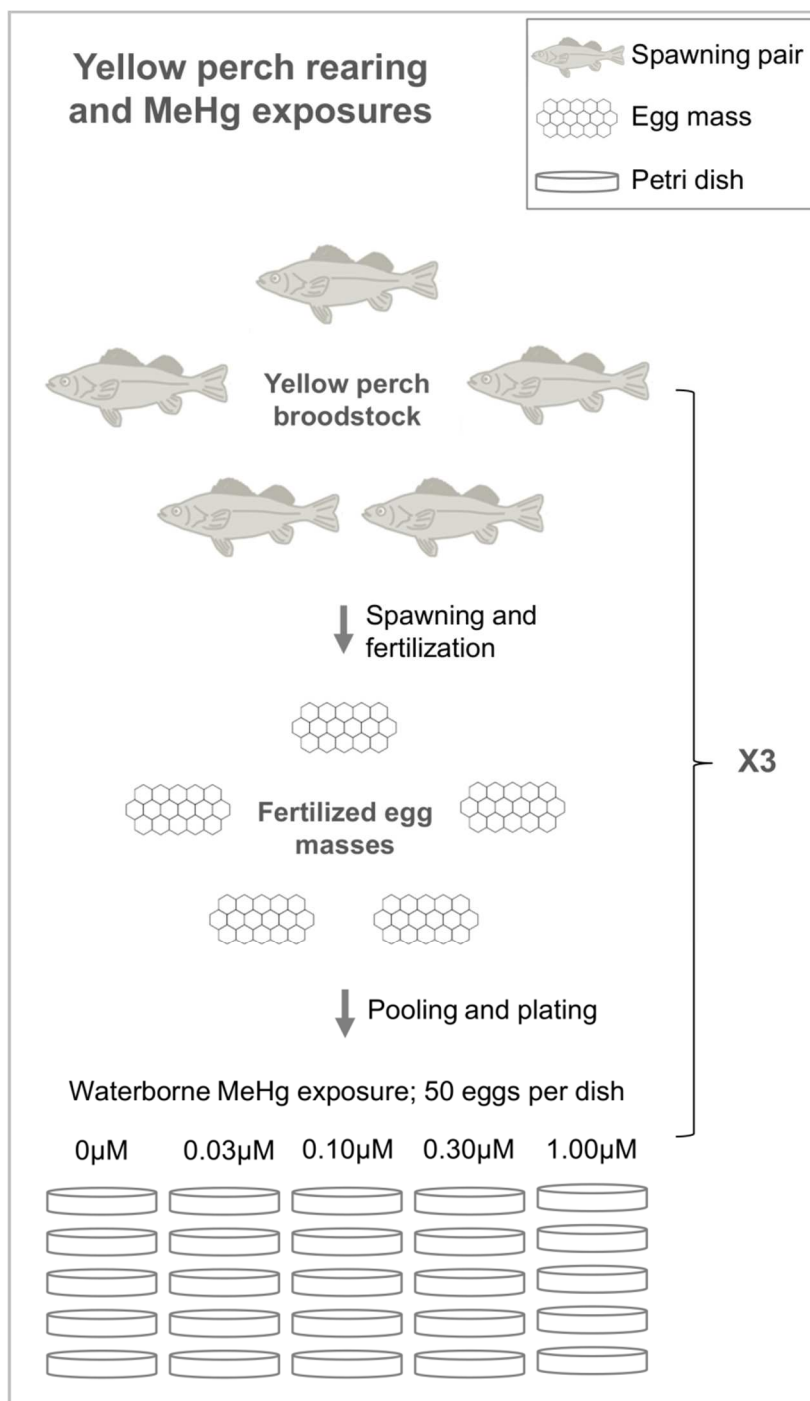 Yellow perch rearing
and MeHg exposures
Spawning pair
Egg mass
Petri dish
Yellow perch
broodstock
Spawning and
fertilization
X3
Fertilized egg
masses
Pooling and plating
Waterborne MeHg exposure; 50 eggs per dish
0µM 0.03µM 0.10µM 0.30µM 1.00µM